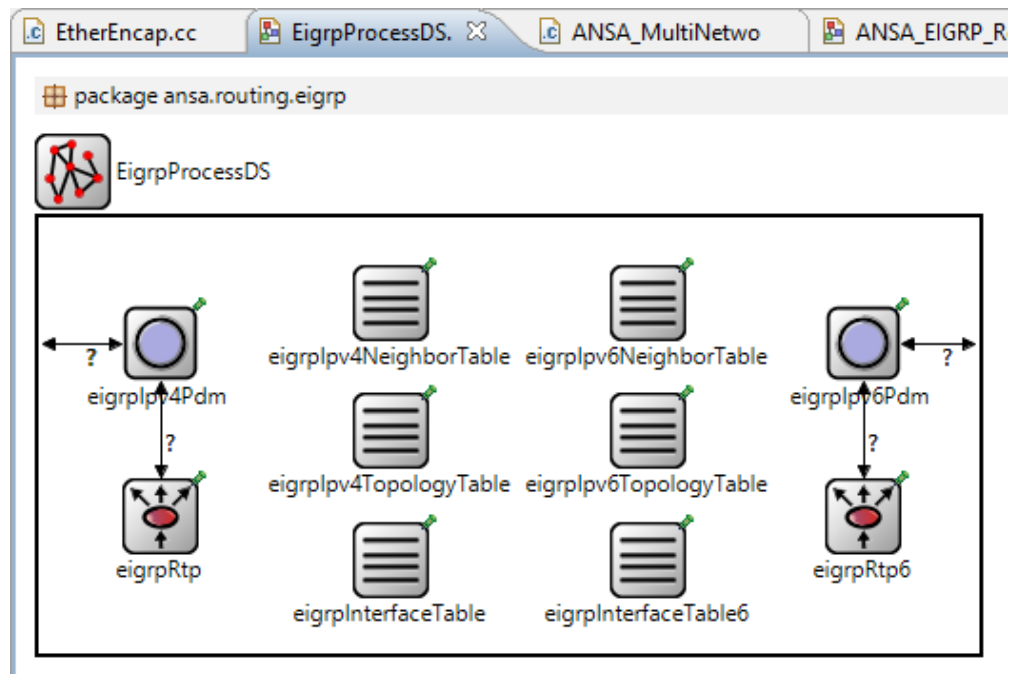 EtherEncap.cc
EigrpProcessDS.
ANSA_MultiNetwo
ANSA_EIGRP_R
package ansa.routing.eigrp
EigrpProcessDS
?
eigrpIpv4Pdm
eigrpIpv4NeighborTable
eigrpIpv6NeighborTable
?
eigrpIpv6Pdm
?
eigrpIpv4TopologyTable
eigrpIpv6TopologyTable
?
eigrpRtp
eigrpInterfaceTable
eigrpInterfaceTable6
eigrpRtp6